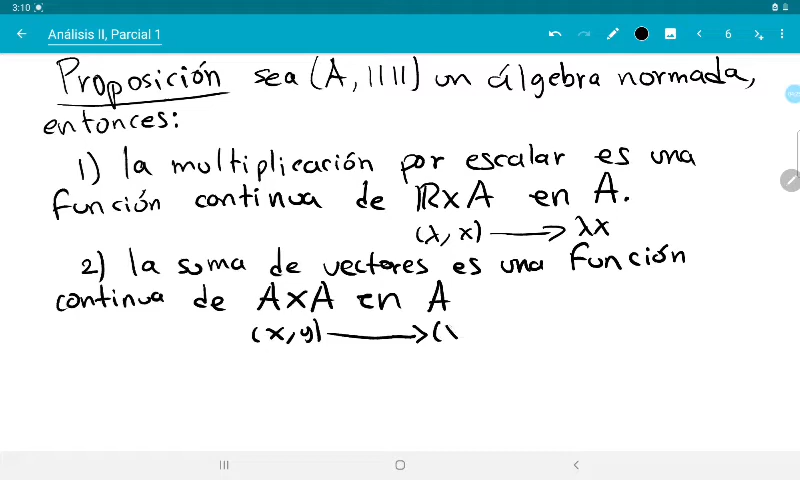 3:10
Análisis II, Parcial 1
6
Proposición sea (A, || ||) un álgebra normada,
entonces:
1) la multiplicación por escalar es una
función continua de ℝxA en A.
(λ, x) ⟶ λx
2) la suma de vectores es una función
continua de AxA en A
(x, y) ⟶ (